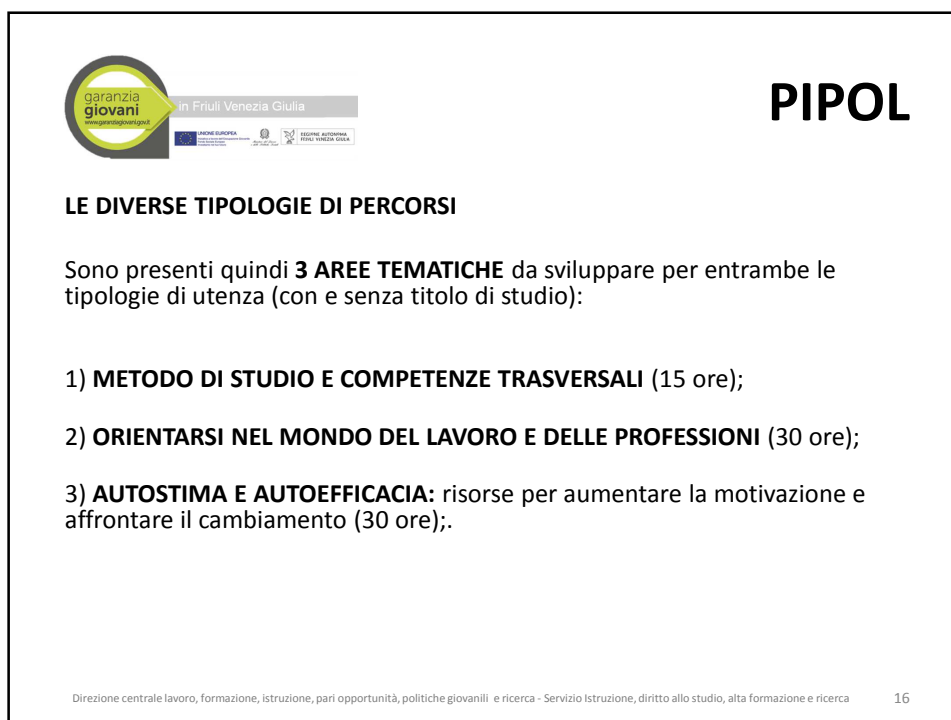 garanzia
giovani
www.garanziagiovani.gov.it
in Friuli Venezia Giulia
UNIONE EUROPEA
REGIONE AUTONOMA
FRIULI VENEZIA GIULIA
PIPOL
LE DIVERSE TIPOLOGIE DI PERCORSI
Sono presenti quindi 3 AREE TEMATICHE da sviluppare per entrambe le
tipologie di utenza (con e senza titolo di studio):
1) METODO DI STUDIO E COMPETENZE TRASVERSALI (15 ore);
2) ORIENTARSI NEL MONDO DEL LAVORO E DELLE PROFESSIONI (30 ore);
3) AUTOSTIMA E AUTOEFFICACIA: risorse per aumentare la motivazione e
affrontare il cambiamento (30 ore);.
Direzione centrale lavoro, formazione, istruzione, pari opportunità, politiche giovanili e ricerca - Servizio Istruzione, diritto allo studio, alta formazione e ricerca
16